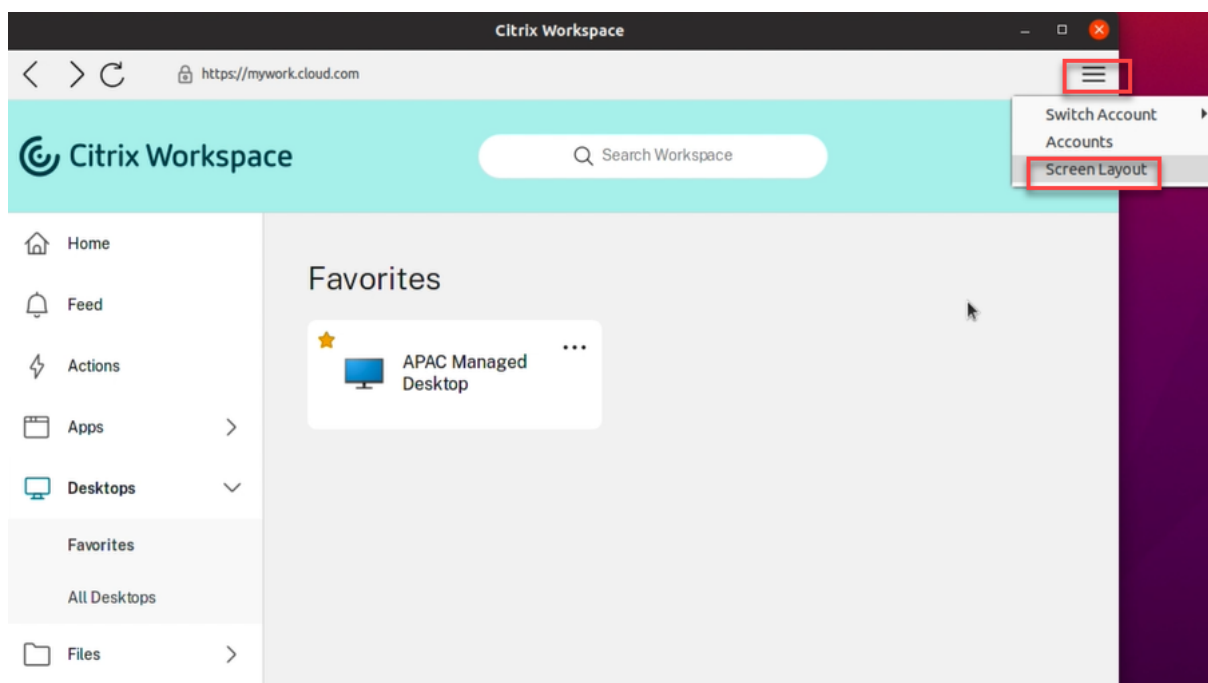 Citrix Workspace
https://mywork.cloud.com
Switch Account
Accounts
Screen Layout
Citrix Workspace
Search Workspace
Home
Feed
Actions
Apps
Desktops
Favorites
All Desktops
Files
Favorites
APAC Managed
Desktop